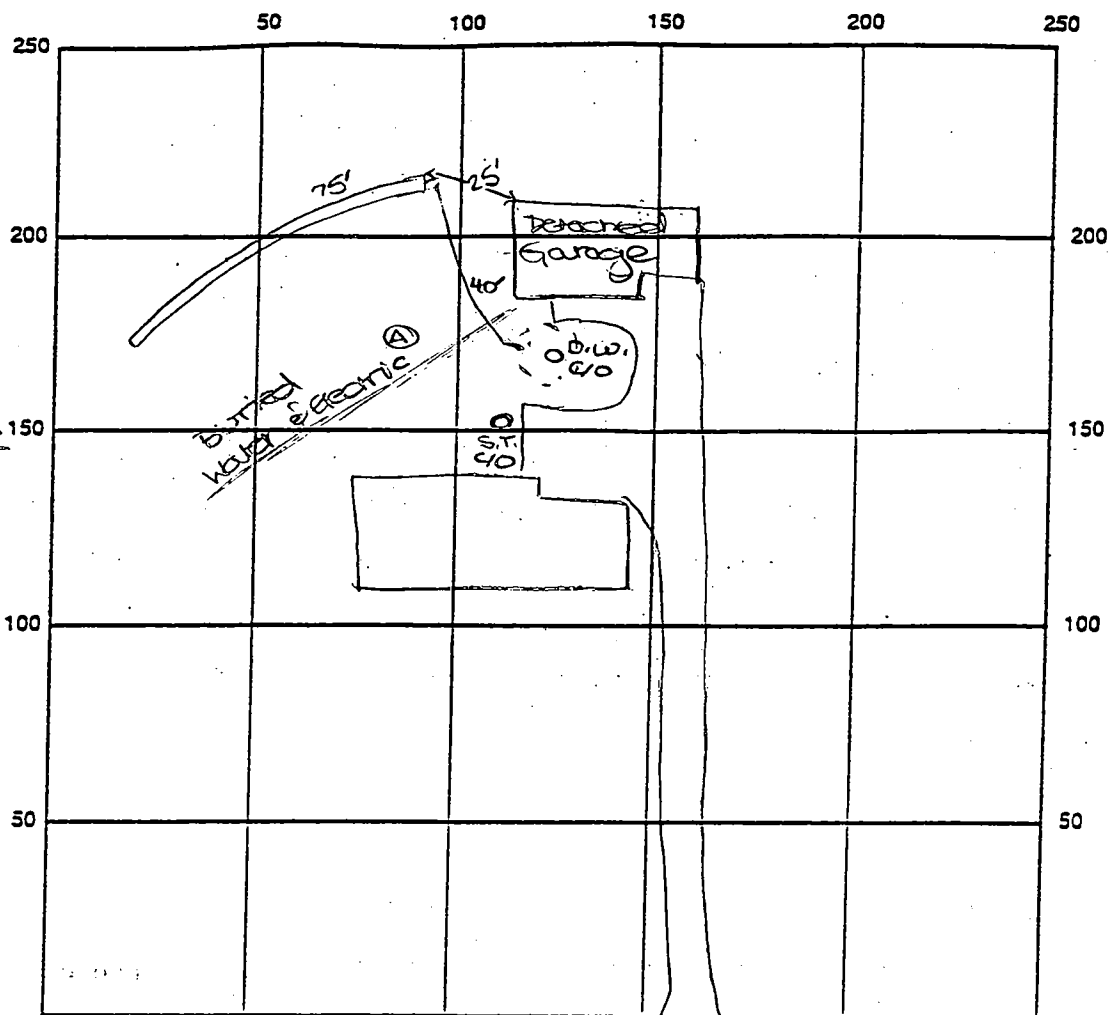 50 100 150 200 250
250
75'
25'
200 200
Detached
Garage
40'
A
D.W.
C/O
Buried
Water & Electric
150 150
S.T.
C/O
100 100
50 50